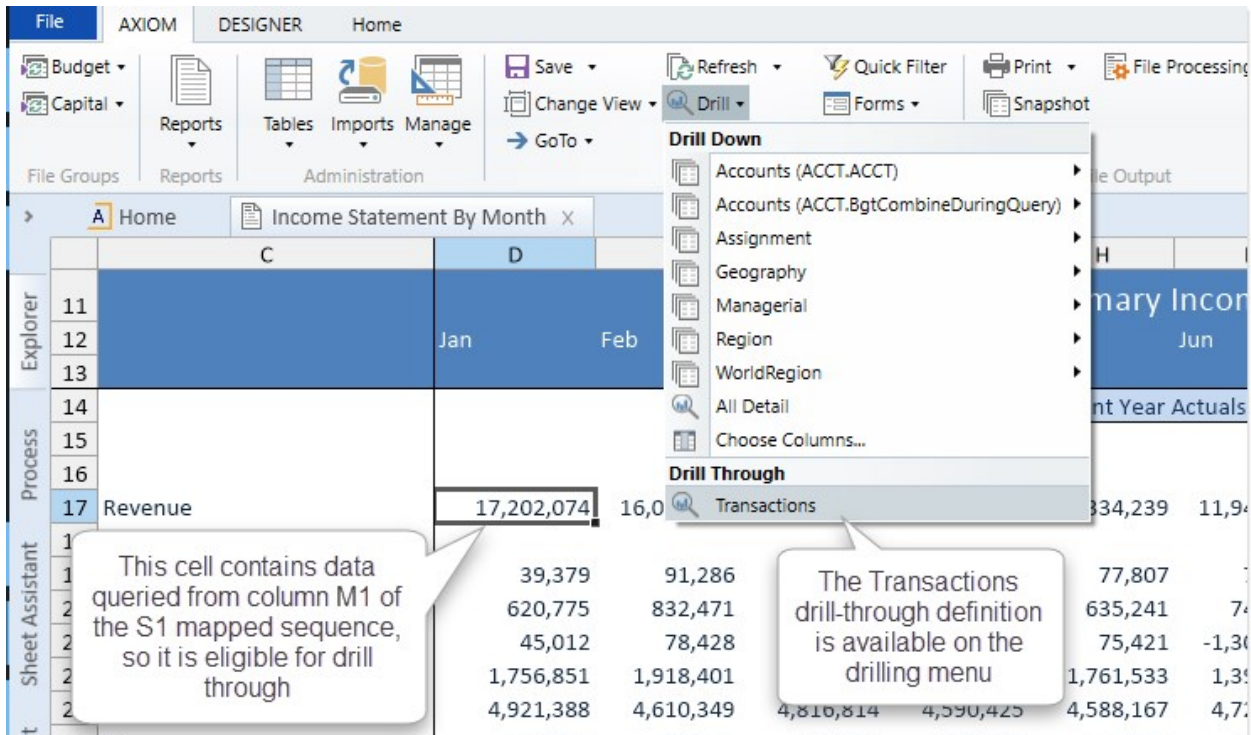 File AXIOM DESIGNER Home
Budget Save Refresh Quick Filter Print File Processing
Capital Change View Drill Forms Snapshot
Reports Tables Imports Manage
GoTo
File Groups Reports Administration
Drill Down
Accounts (ACCT.ACCT)
Accounts (ACCT.BgtCombineDuringQuery)
Assignment
Geography
Managerial
Region
WorldRegion
All Detail
Choose Columns...
Drill Through
Transactions
Output
A Home Income Statement By Month X
C D H
Explorer
Process
Sheet Assistant
11
12 Jan Feb Jun
13
14
15
16
17 Revenue 17,202,074 334,239
39,379 91,286 77,807
620,775 832,471 635,241
45,012 78,428 75,421
1,756,851 1,918,401 1,761,533
4,921,388 4,610,349 4,816,814 4,590,425 4,588,167
This cell contains data
queried from column M1 of
the S1 mapped sequence,
so it is eligible for drill
through
The Transactions
drill-through definition
is available on the
drilling menu
Year Actuals